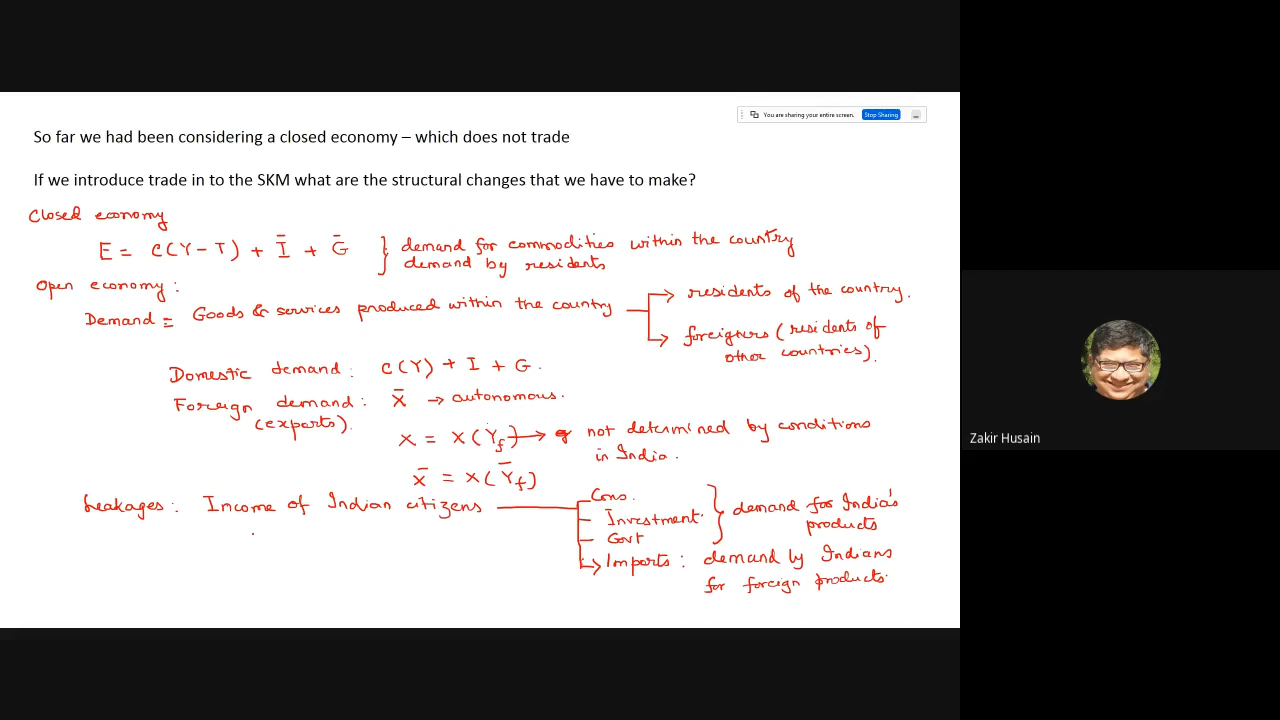 You are sharing your entire screen. Stop Sharing
So far we had been considering a closed economy – which does not trade
If we introduce trade in to the SKM what are the structural changes that we have to make?
Closed economy
E = C(Y-T) + Ī + Ḡ } demand for commodities within the country
demand by residents
Open economy:
Demand = Goods & services produced within the country → residents of the country.
→ foreigners (residents of other countries).
Domestic demand: C(Y) + I + G.
Foreign demand: X̄ → autonomous.
(exports).
X = X(Y_f) → not determined by conditions
in India.
X̄ = X(Ȳ_f)
Leakages: Income of Indian citizens
Cons.
Investment.
Govt
} demand for India's
products
Imports: demand by Indians
for foreign products.
Zakir Husain